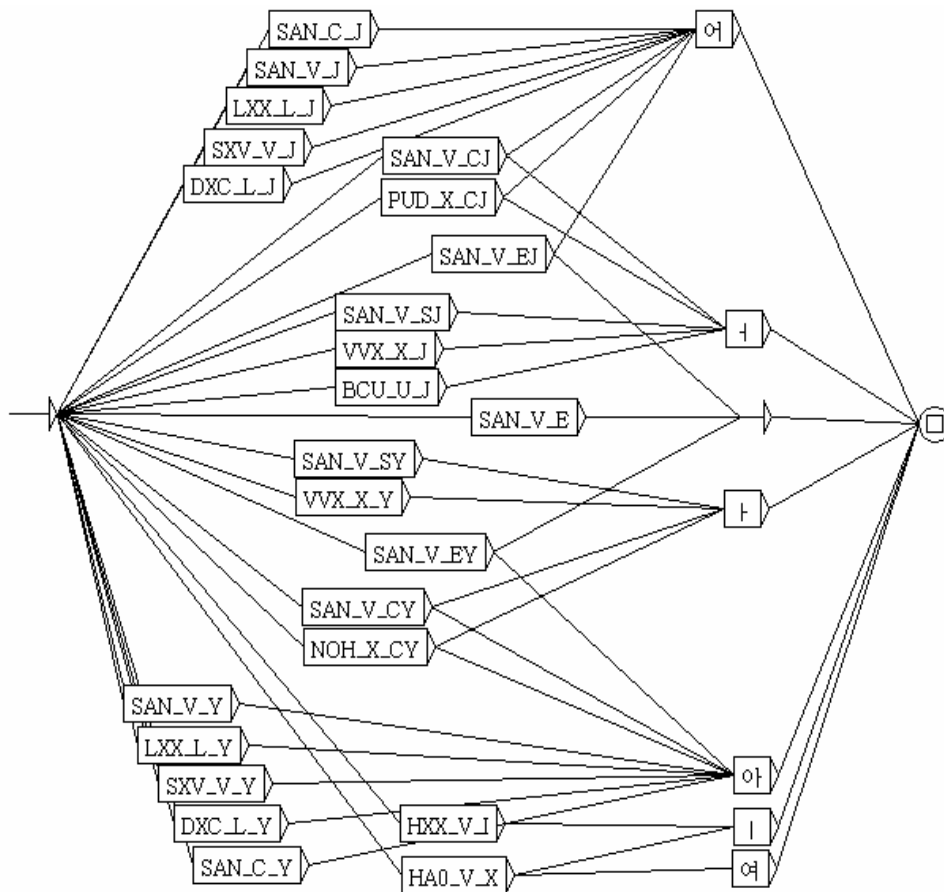 SAN_C_J
어
SAN_V_J
LXX_L_J
SXV_V_J
SAN_V_CJ
DXC_L_J
PUD_X_CJ
SAN_V_EJ
SAN_V_SJ
ㅓ
VVX_X_J
BCU_U_J
SAN_V_E
SAN_V_SY
VVX_X_Y
ㅏ
SAN_V_EY
SAN_V_CY
NOH_X_CY
SAN_V_Y
LXX_L_Y
SXV_V_Y
아
DXC_L_Y
HXX_V_I
ㅣ
SAN_C_Y
HA0_V_X
여